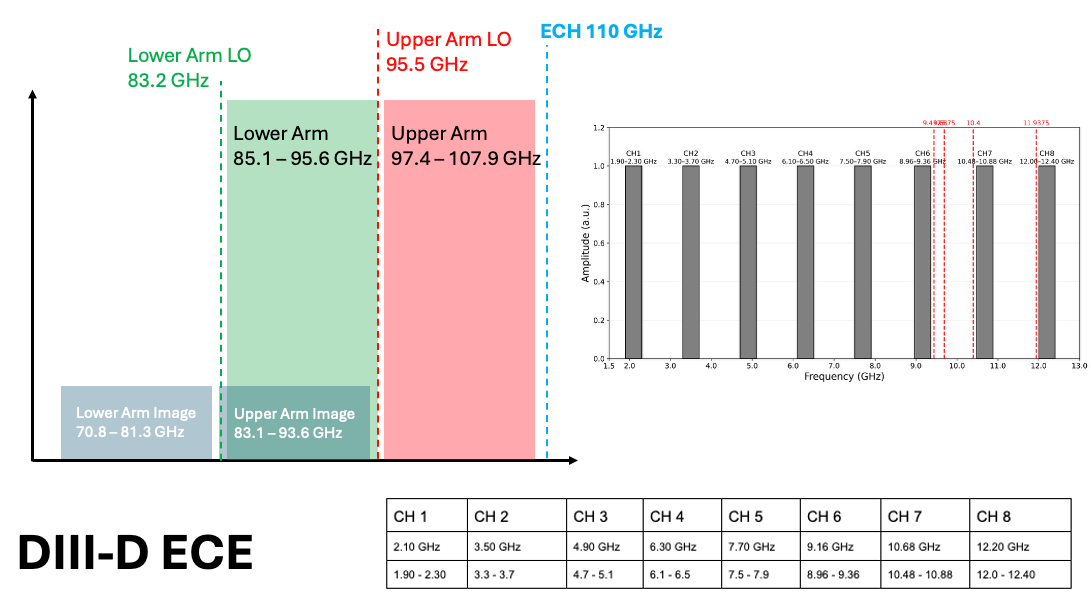 Lower Arm LO
83.2 GHz
Upper Arm LO
95.5 GHz
ECH 110 GHz
Lower Arm
85.1 – 95.6 GHz
Upper Arm
97.4 – 107.9 GHz
Lower Arm Image
70.8 – 81.3 GHz
Upper Arm Image
83.1 – 93.6 GHz
10.4
11.9375
CH1
1.90–2.30 GHz
CH2
3.30–3.70 GHz
CH3
4.70–5.10 GHz
CH4
6.10–6.50 GHz
CH5
7.50–7.90 GHz
CH6
8.96–9.36 GHz
CH7
10.48–10.88 GHz
CH8
12.00–12.40 GHz
1.2
1.0
0.8
0.6
0.4
0.2
0.0
Amplitude (a.u.)
1.5 2.0 3.0 4.0 5.0 6.0 7.0 8.0 9.0 10.0 11.0 12.0 13.0
Frequency (GHz)
DIII-D ECE
CH 1 CH 2 CH 3 CH 4 CH 5 CH 6 CH 7 CH 8
2.10 GHz 3.50 GHz 4.90 GHz 6.30 GHz 7.70 GHz 9.16 GHz 10.68 GHz 12.20 GHz
1.90 - 2.30 3.3 - 3.7 4.7 - 5.1 6.1 - 6.5 7.5 - 7.9 8.96 - 9.36 10.48 - 10.88 12.0 - 12.40